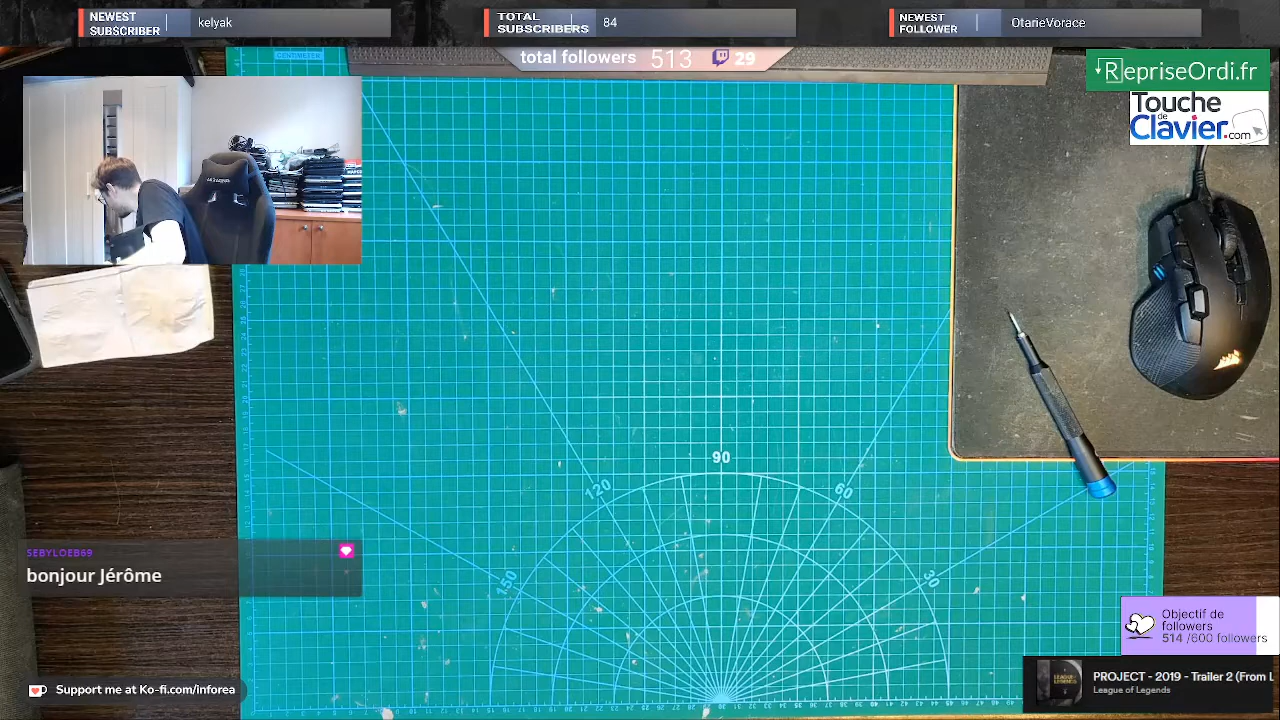 NEWEST
SUBSCRIBER
kelyak
TOTAL
SUBSCRIBERS
84
NEWEST
FOLLOWER
OtarieVorace
CENTIMETER
total followers 513 29
RepriseOrdi.fr
Touche
de
Clavier.com
90
120
60
150
30
SEBYLOEB69
bonjour Jérôme
Objectif de
followers
514 /600 followers
Support me at Ko-fi.com/inforea
PROJECT - 2019 - Trailer 2 (From L
League of Legends